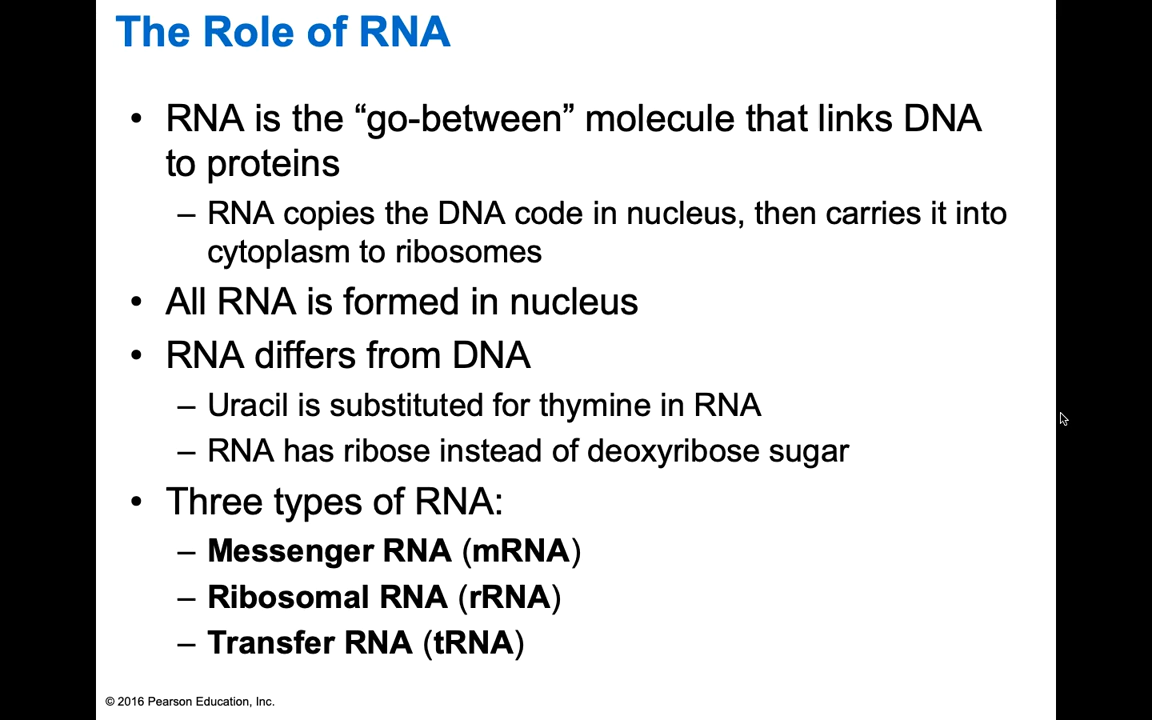 The Role of RNA
• RNA is the “go-between” molecule that links DNA
to proteins
– RNA copies the DNA code in nucleus, then carries it into
cytoplasm to ribosomes
• All RNA is formed in nucleus
• RNA differs from DNA
– Uracil is substituted for thymine in RNA
– RNA has ribose instead of deoxyribose sugar
• Three types of RNA:
– Messenger RNA (mRNA)
– Ribosomal RNA (rRNA)
– Transfer RNA (tRNA)
© 2016 Pearson Education, Inc.